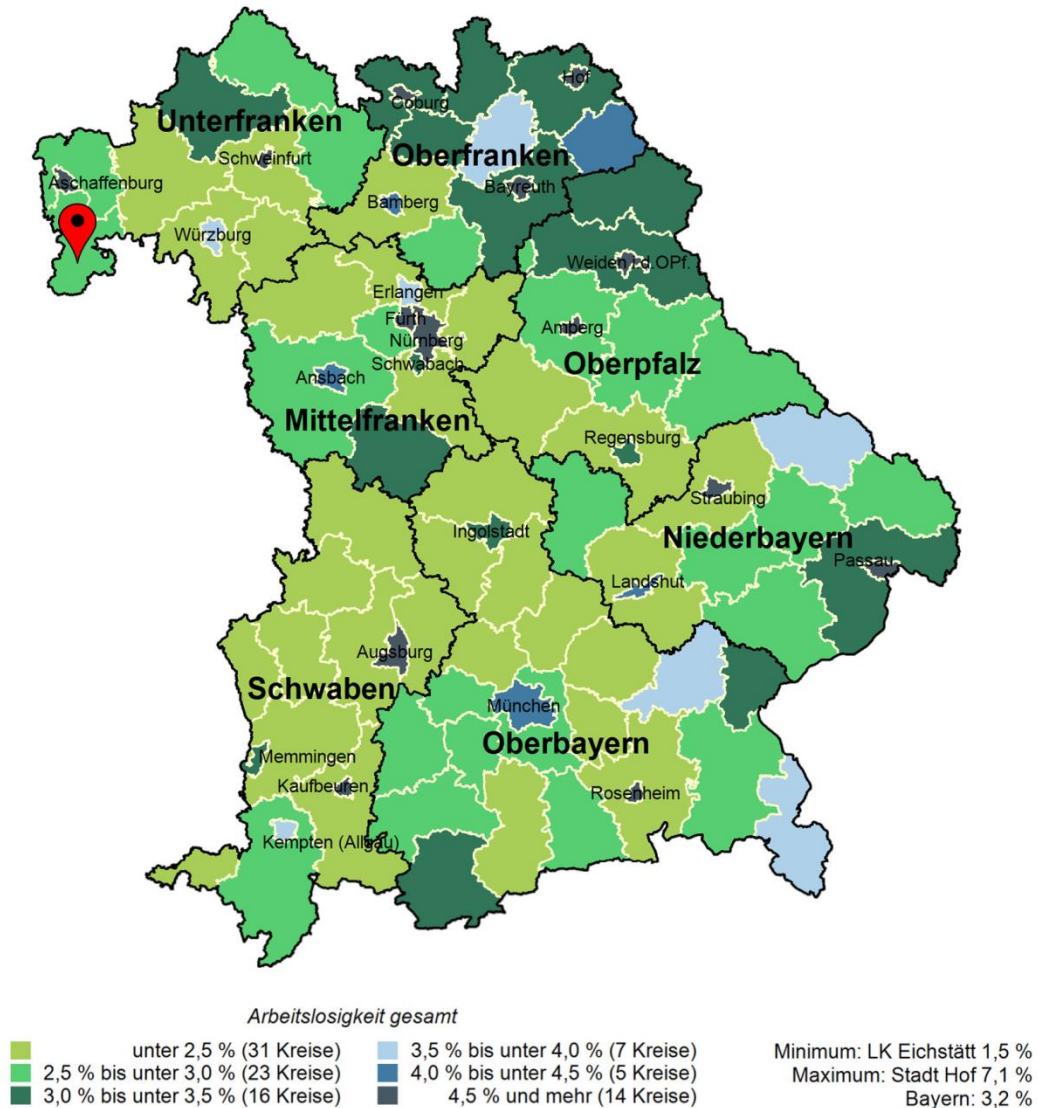 Hof
Coburg
Unterfranken
Oberfranken
Schweinfurt
Aschaffenburg
Bayreuth
Bamberg
Würzburg
Weiden i.d.OPf.
Erlangen
Fürth
Nürnberg
Amberg
Schwabach
Oberpfalz
Ansbach
Mittelfranken
Regensburg
Straubing
Ingolstadt
Niederbayern
Passau
Landshut
Augsburg
Schwaben
München
Oberbayern
Memmingen
Kaufbeuren
Rosenheim
Kempten (Allgäu)
Arbeitslosigkeit gesamt
unter 2,5 % (31 Kreise)
2,5 % bis unter 3,0 % (23 Kreise)
3,0 % bis unter 3,5 % (16 Kreise)
3,5 % bis unter 4,0 % (7 Kreise)
4,0 % bis unter 4,5 % (5 Kreise)
4,5 % und mehr (14 Kreise)
Minimum: LK Eichstätt 1,5 %
Maximum: Stadt Hof 7,1 %
Bayern: 3,2 %